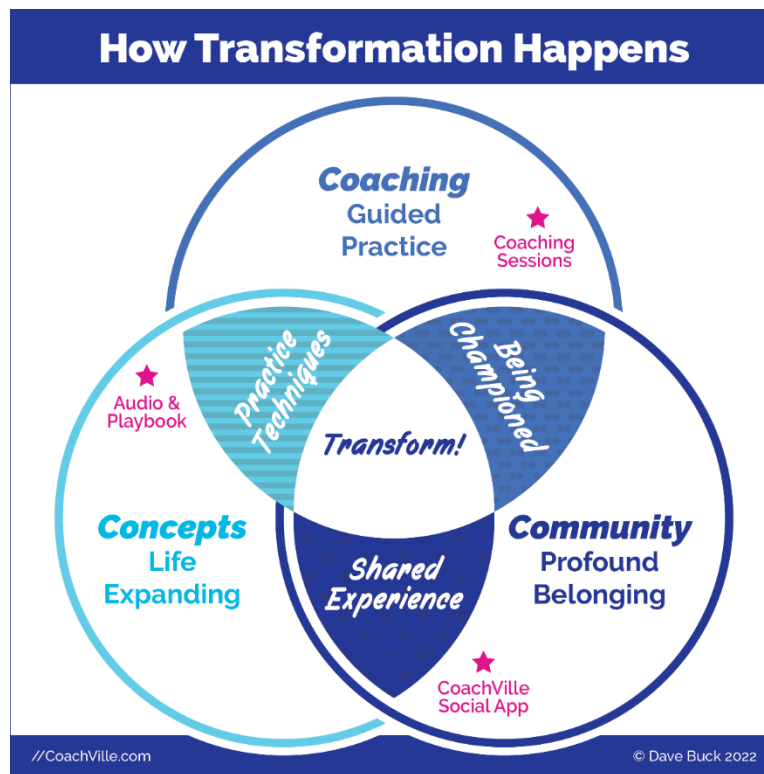 How Transformation Happens
Coaching
Guided
Practice
Coaching
Sessions
Practice
Techniques
Being
Championed
Audio &
Playbook
Transform!
Concepts
Life
Expanding
Community
Profound
Belonging
Shared
Experience
CoachVille
Social App
//CoachVille.com
© Dave Buck 2022